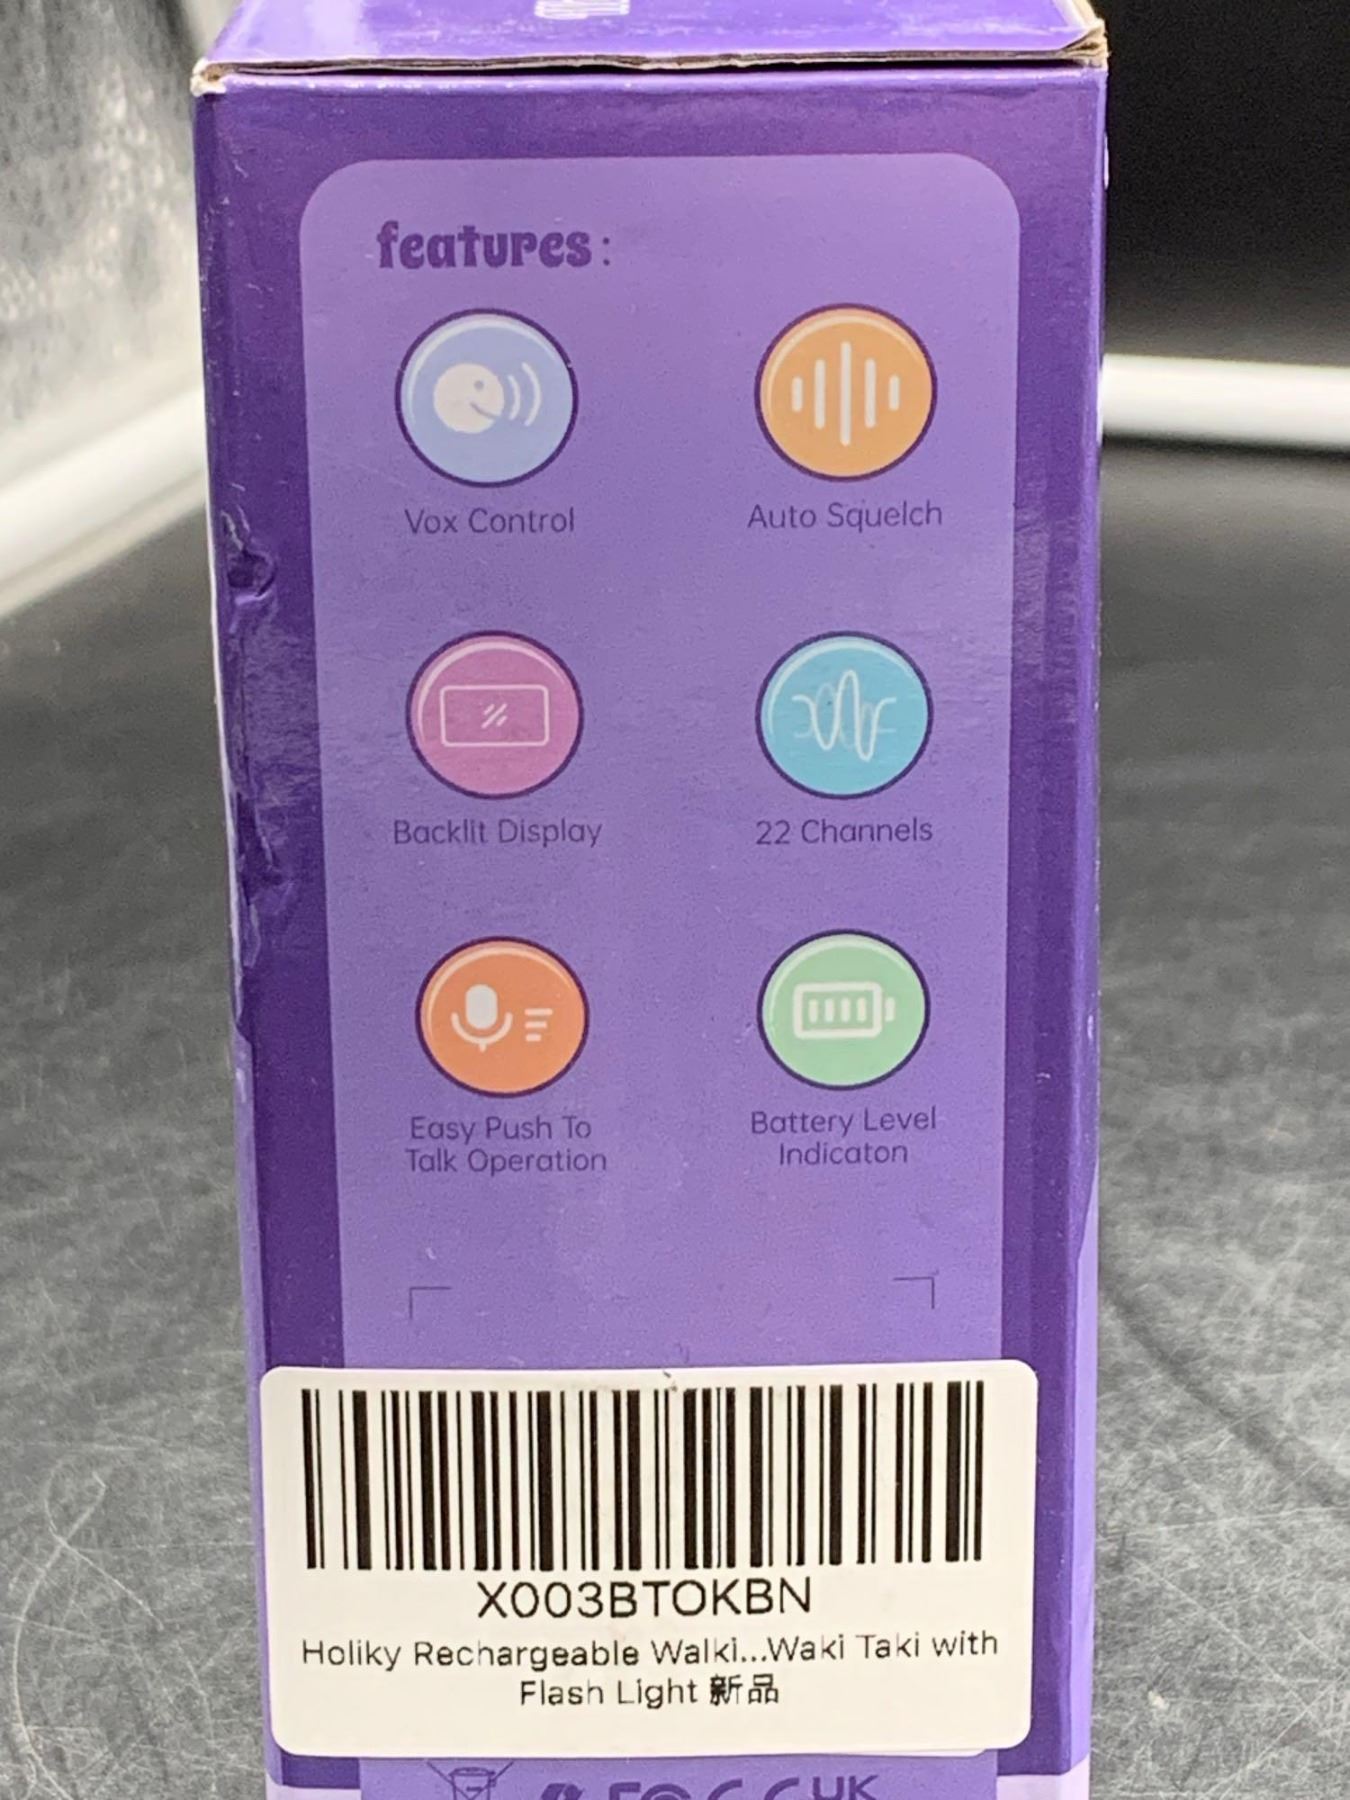 features:
Vox Control
Auto Squelch
Backlit Display
22 Channels
Easy Push To
Talk Operation
Battery Level
Indicaton
X003BTOKBN
Holiky Rechargeable Walki...Waki Taki with
Flash Light 新品